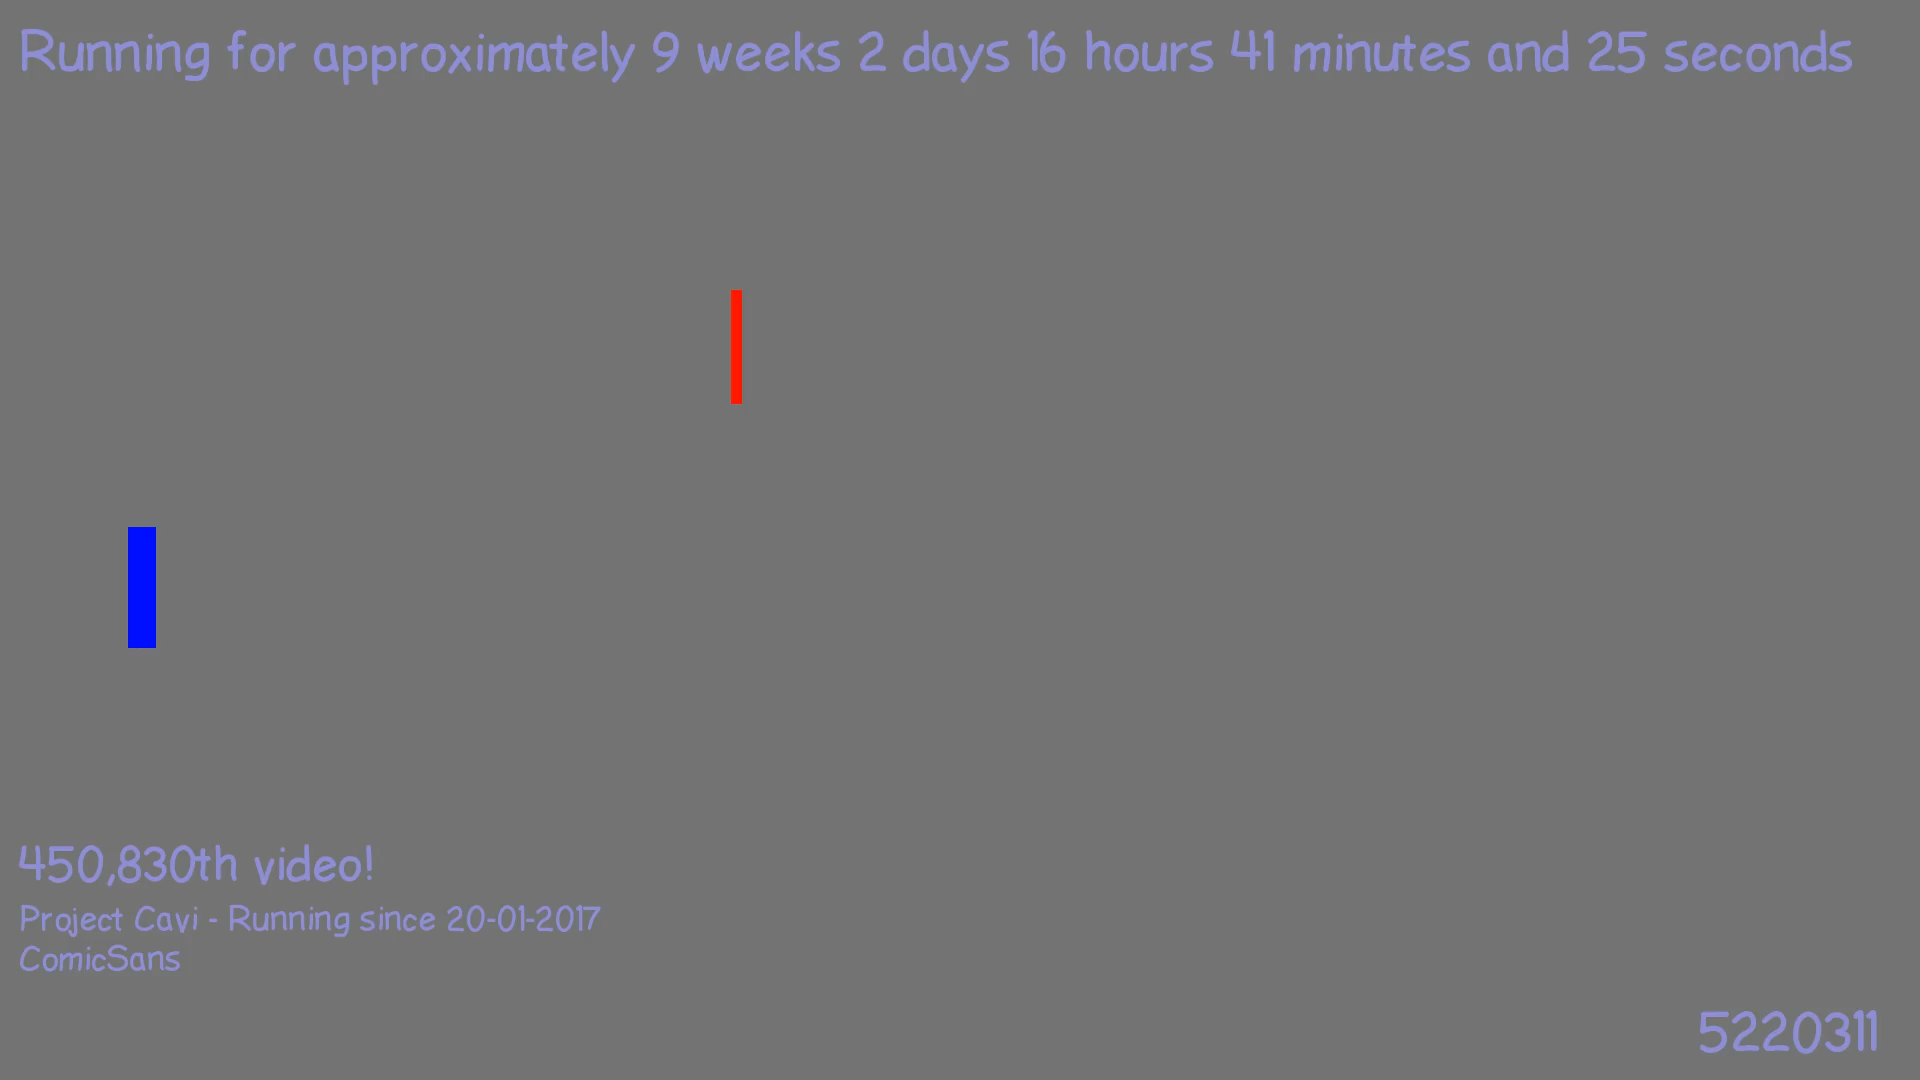 Running for approximately 9 weeks 2 days 16 hours 41 minutes and 25 seconds
450,830th video!
Project Cavi - Running since 20-01-2017
ComicSans
5220311